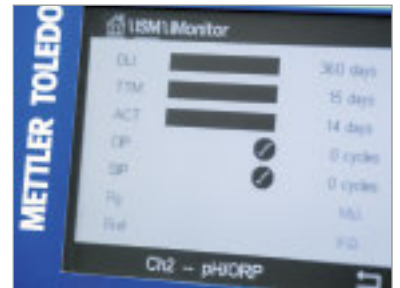 METTLER TOLEDO
\ISM\iMonitor
DLI 360 days
TTM 15 days
ACT 14 days
CIP 0 cycles
SIP 0 cycles
Rg
Rref
Ch2 – pH/ORP